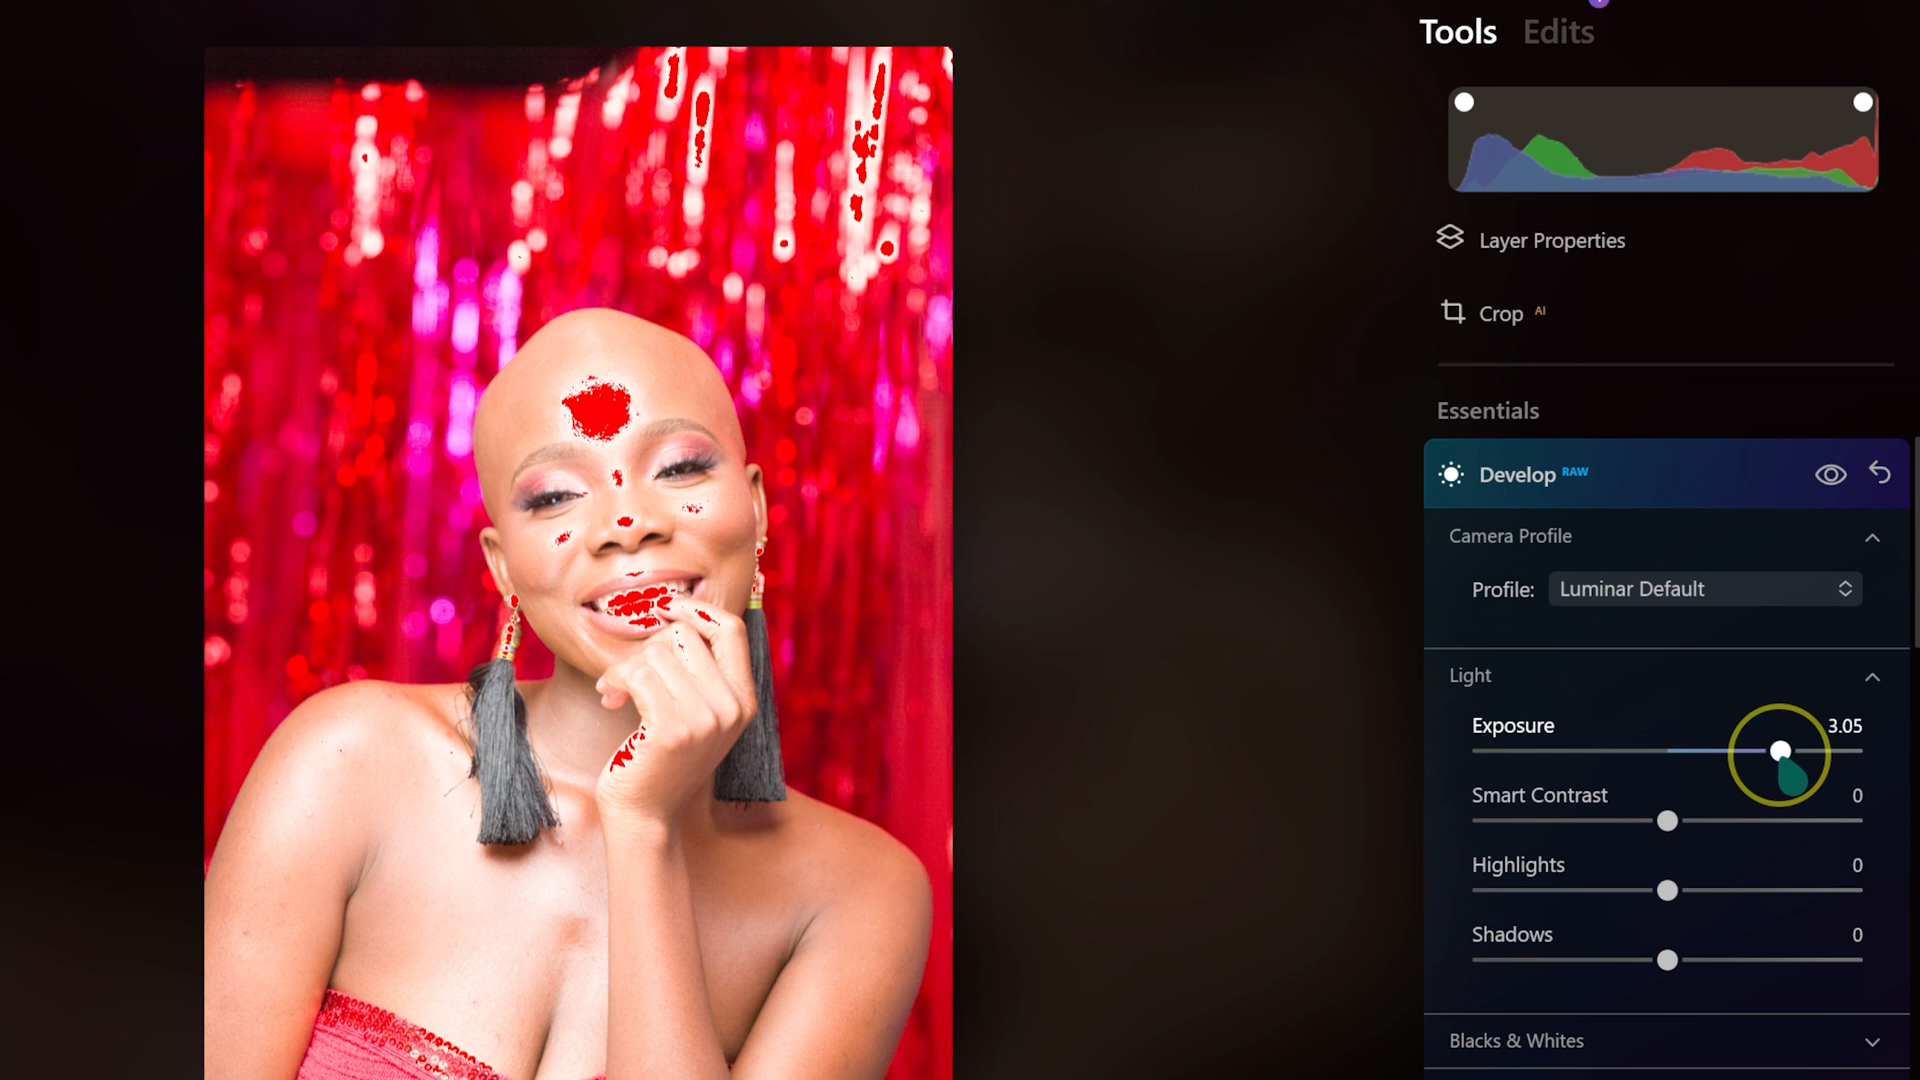 Tools Edits
Layer Properties
Crop AI
Essentials
Develop RAW
Camera Profile
Profile: Luminar Default
Light
Exposure 3.05
Smart Contrast 0
Highlights 0
Shadows 0
Blacks & Whites